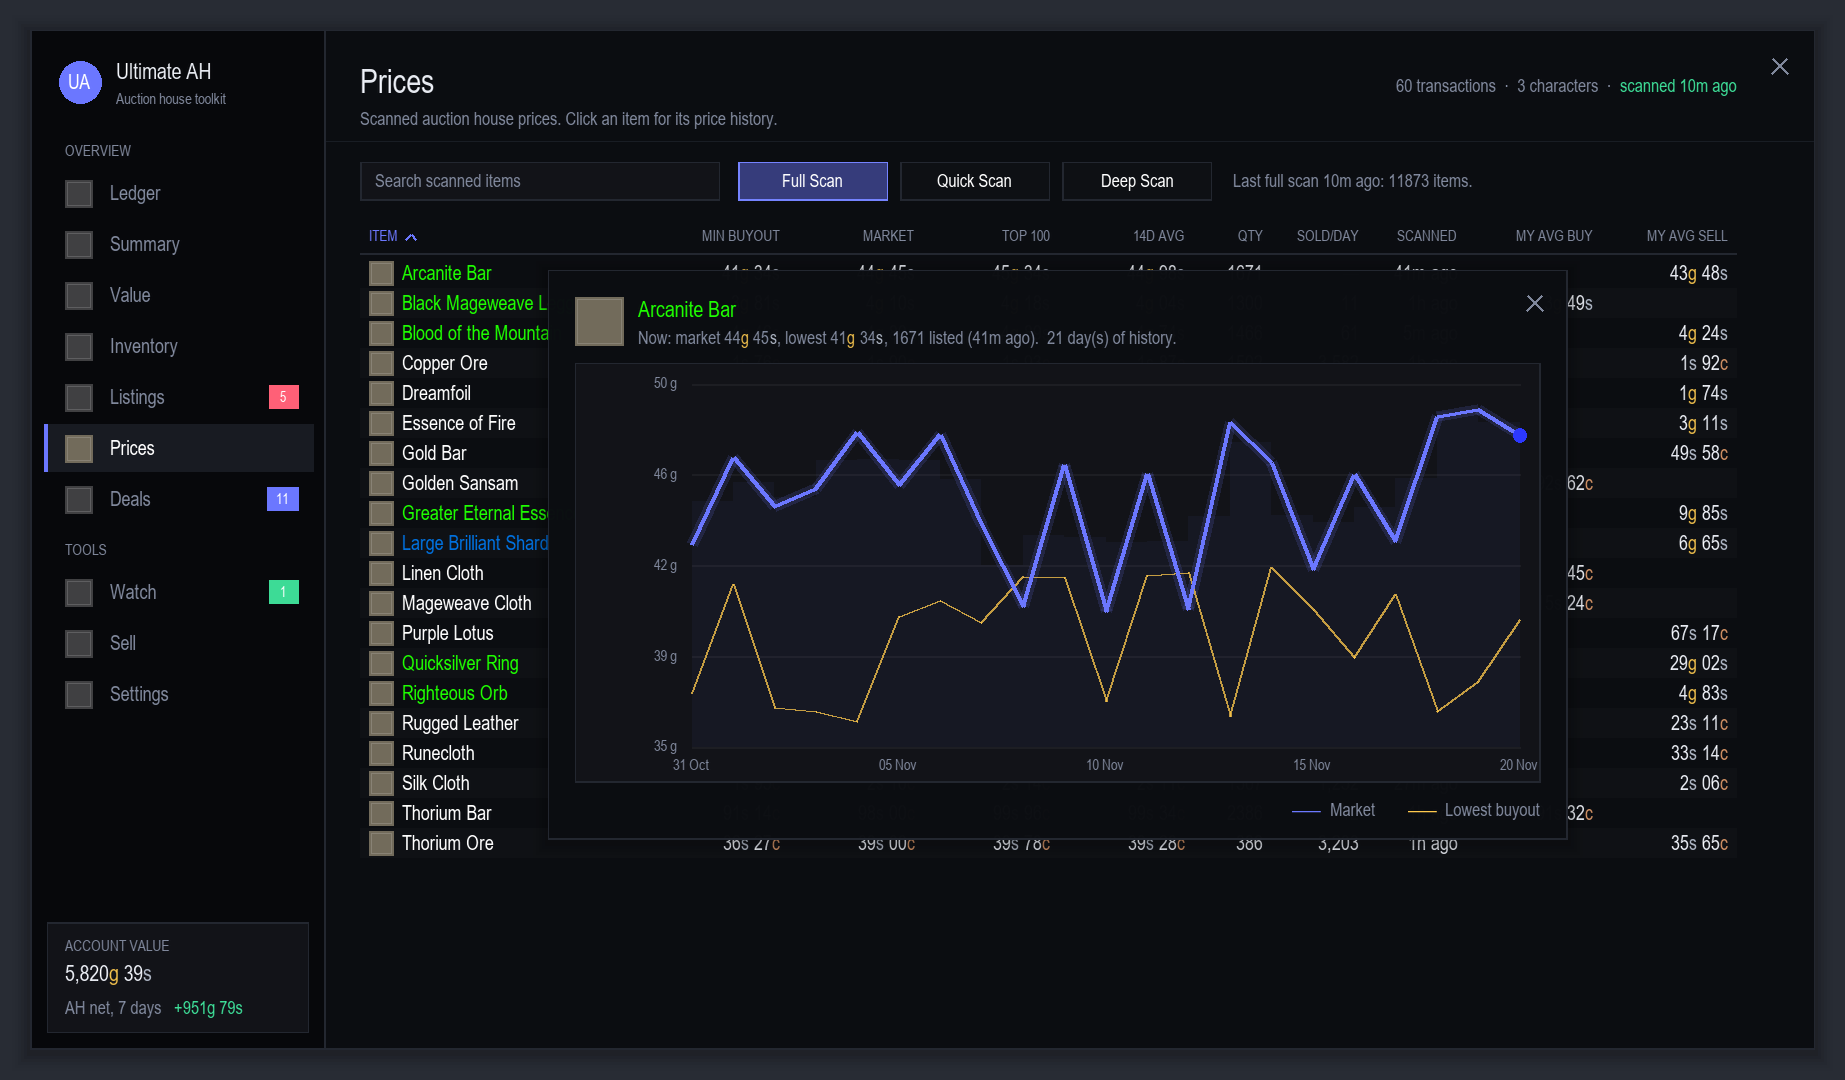 UA
Ultimate AH
Auction house toolkit
OVERVIEW
Ledger
Summary
Value
Inventory
Listings 5
Prices
Deals 11
TOOLS
Watch 1
Sell
Settings
ACCOUNT VALUE
5,820g 39s
AH net, 7 days +951g 79s
Prices
Scanned auction house prices. Click an item for its price history.
60 transactions · 3 characters · scanned 10m ago
Search scanned items
Full Scan
Quick Scan
Deep Scan
Last full scan 10m ago: 11873 items.
ITEM MIN BUYOUT MARKET TOP 100 14D AVG QTY SOLD/DAY SCANNED MY AVG BUY MY AVG SELL
Arcanite Bar 43g 48s
Black Mageweave L 49s
Blood of the Mounta 4g 24s
Copper Ore 1s 92c
Dreamfoil 1g 74s
Essence of Fire 3g 11s
Gold Bar 49s 58c
Golden Sansam 62c
Greater Eternal Ess 9g 85s
Large Brilliant Shard 6g 65s
Linen Cloth 45c
Mageweave Cloth 24c
Purple Lotus 67s 17c
Quicksilver Ring 29g 02s
Righteous Orb 4g 83s
Rugged Leather 23s 11c
Runecloth 33s 14c
Silk Cloth 2s 06c
Thorium Bar 32c
Thorium Ore 36s 27c 39s 00c 39s 78c 39s 28c 386 3,203 1h ago 35s 65c
Arcanite Bar
Now: market 44g 45s, lowest 41g 34s, 1671 listed (41m ago). 21 day(s) of history.
50 g
46 g
42 g
39 g
35 g
31 Oct 05 Nov 10 Nov 15 Nov 20 Nov
Market Lowest buyout